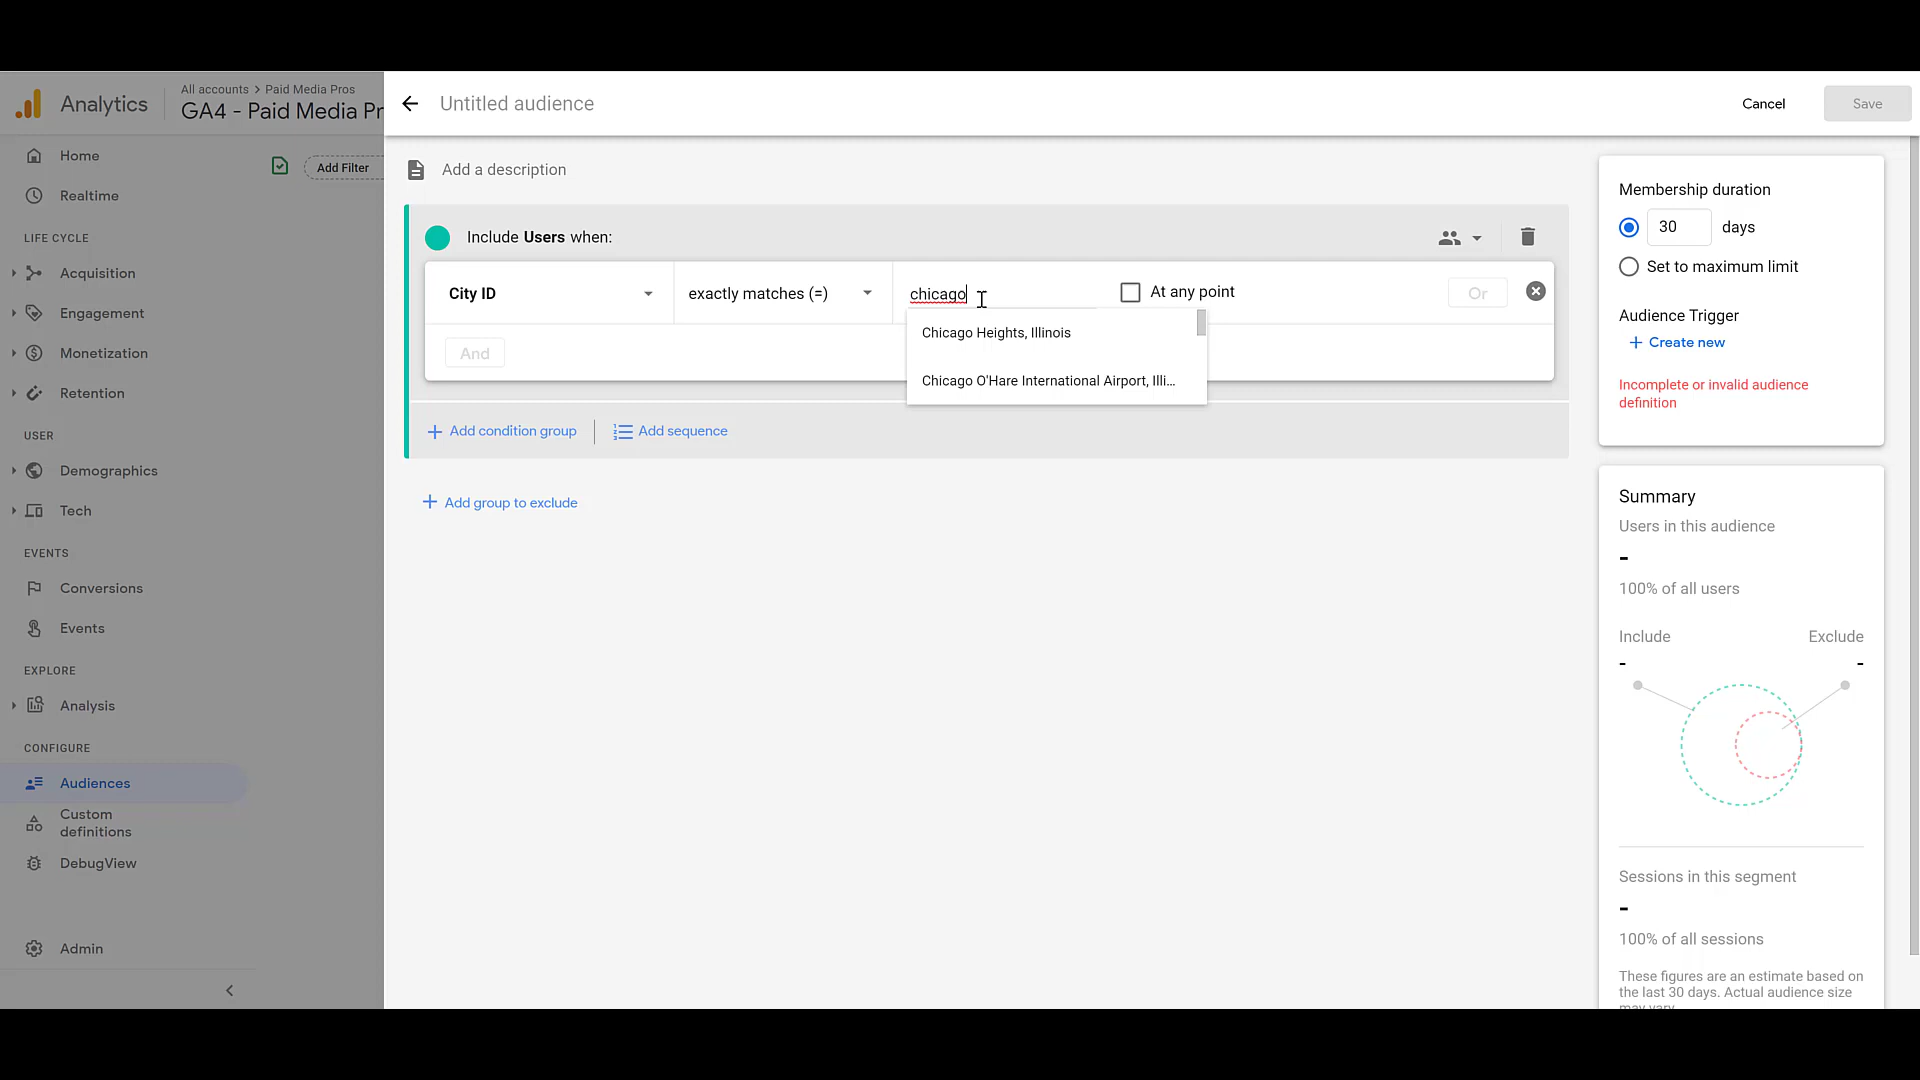 Analytics
All accounts > Paid Media Pros
GA4 - Paid Media Pr
Untitled audience
Cancel
Save
Home
Realtime
LIFE CYCLE
Acquisition
Engagement
Monetization
Retention
USER
Demographics
Tech
EVENTS
Conversions
Events
EXPLORE
Analysis
CONFIGURE
Audiences
Custom
definitions
DebugView
Admin
Add Filter
Add a description
Include Users when:
City ID
exactly matches (=)
chicago
At any point
Or
Chicago Heights, Illinois
Chicago O'Hare International Airport, Illi...
And
Add condition group
Add sequence
Add group to exclude
Membership duration
30 days
Set to maximum limit
Audience Trigger
+ Create new
Incomplete or invalid audience
definition
Summary
Users in this audience
-
100% of all users
Include Exclude
- -
Sessions in this segment
-
100% of all sessions
These figures are an estimate based on
the last 30 days. Actual audience size
may vary.